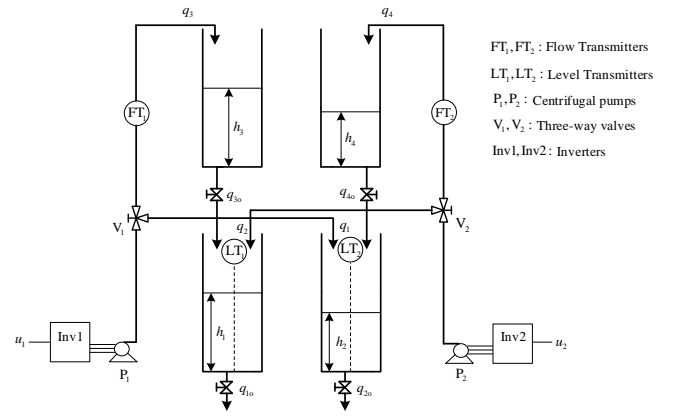 q₃
q₄
FT₁, FT₂ : Flow Transmitters
LT₁, LT₂ : Level Transmitters
P₁, P₂ : Centrifugal pumps
V₁, V₂ : Three-way valves
Inv1, Inv2 : Inverters
FT₁
FT₂
h₃
h₄
q₃ₒ
q₄ₒ
V₁
q₂
q₁
V₂
LT₁
LT₂
h₁
h₂
u₁
Inv1
P₁
P₂
Inv2
u₂
q₁ₒ
q₂ₒ